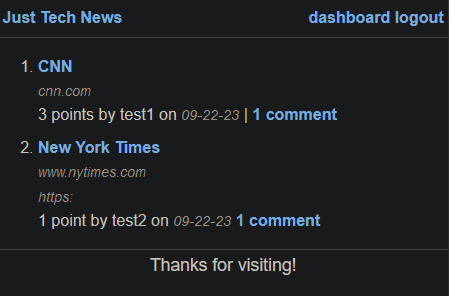 Just Tech News dashboard logout
1. CNN
cnn.com
3 points by test1 on 09-22-23 | 1 comment
2. New York Times
www.nytimes.com
https:
1 point by test2 on 09-22-23 1 comment
Thanks for visiting!